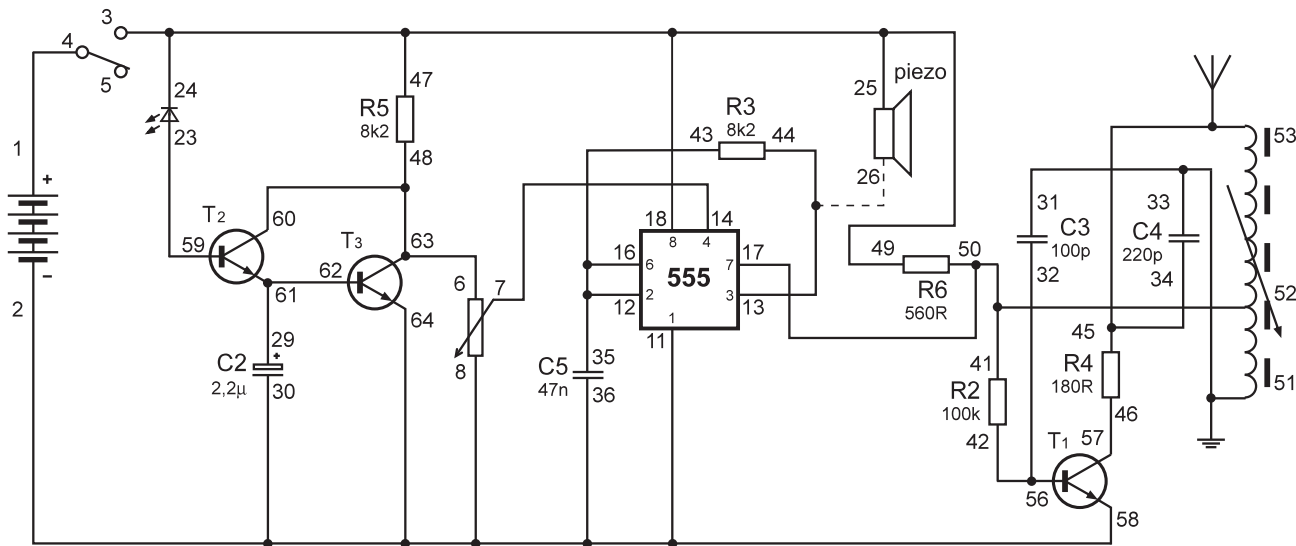 3
4
5
1
+
−
2
24
23
R5
8k2
47
48
T2
59
60
61
T3
62
63
64
29
+
C2
2,2µ
30
6
7
8
43
R3
8k2
44
25
piezo
26
18
14
8
4
16
6
555
7
17
12
2
3
13
1
11
C5
47n
35
36
49
50
R6
560R
31
C3
100p
32
33
C4
220p
34
53
52
51
45
R4
180R
46
41
R2
100k
42
T1
57
56
58